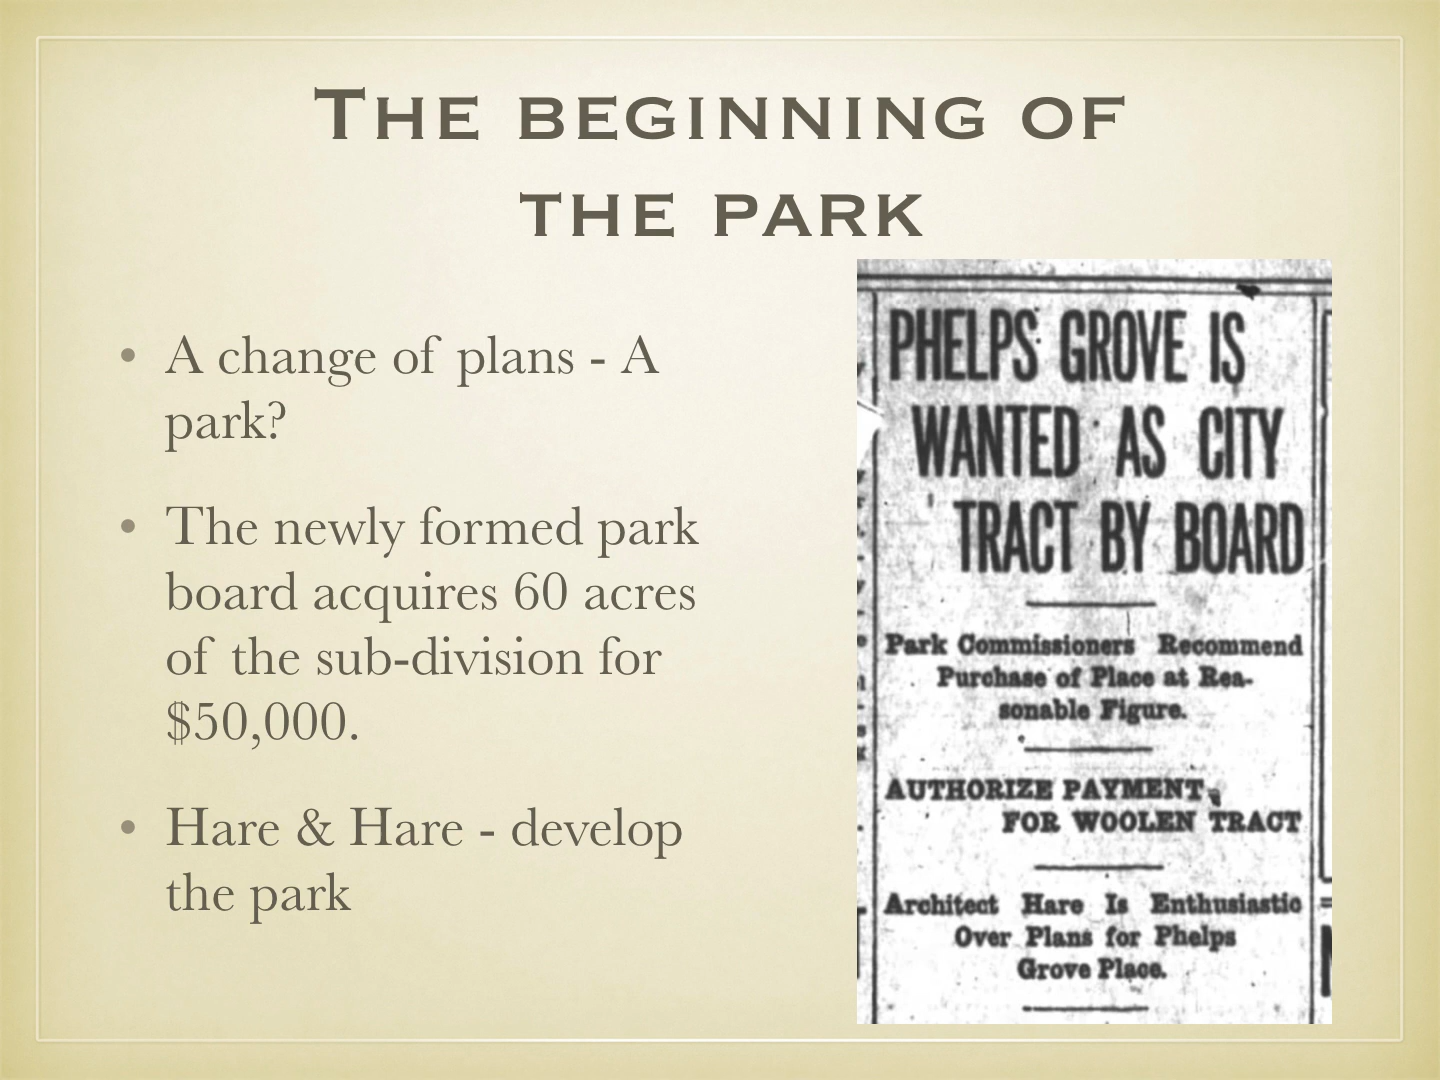 The beginning of
the park
• A change of plans - A
park?
• The newly formed park
board acquires 60 acres
of the sub-division for
$50,000.
• Hare & Hare - develop
the park
PHELPS GROVE IS
WANTED AS CITY
TRACT BY BOARD
Park Commissioners Recommend
Purchase of Place at Rea-
sonable Figure.
AUTHORIZE PAYMENT
FOR WOOLEN TRACT
Architect Hare Is Enthusiastic
Over Plans for Phelps
Grove Place.